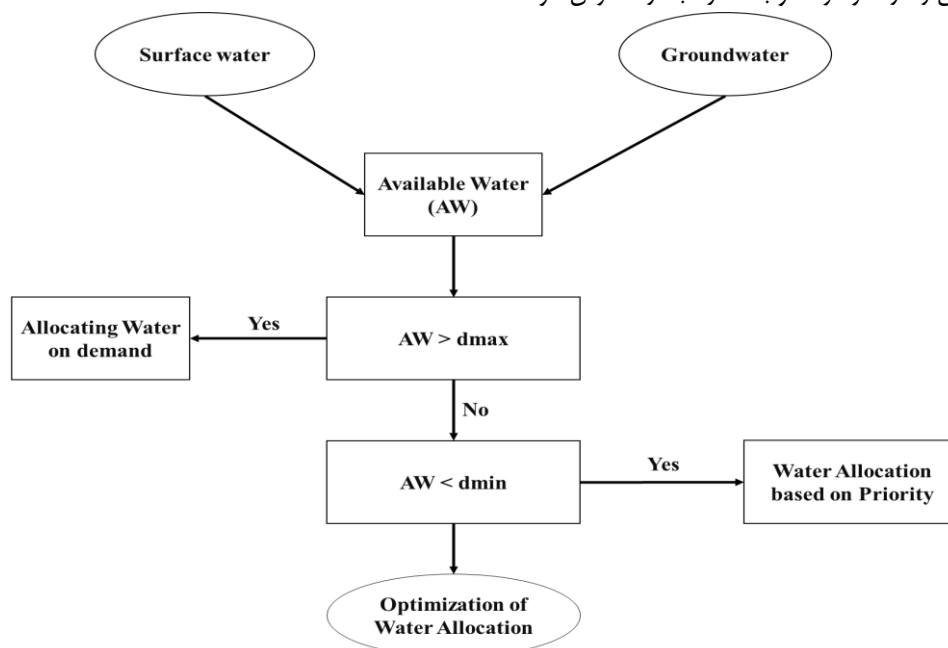 Surface water
Groundwater
Available Water
(AW)
Allocating Water
on demand
Yes
AW > dmax
No
AW < dmin
Yes
Water Allocation
based on Priority
Optimization of
Water Allocation